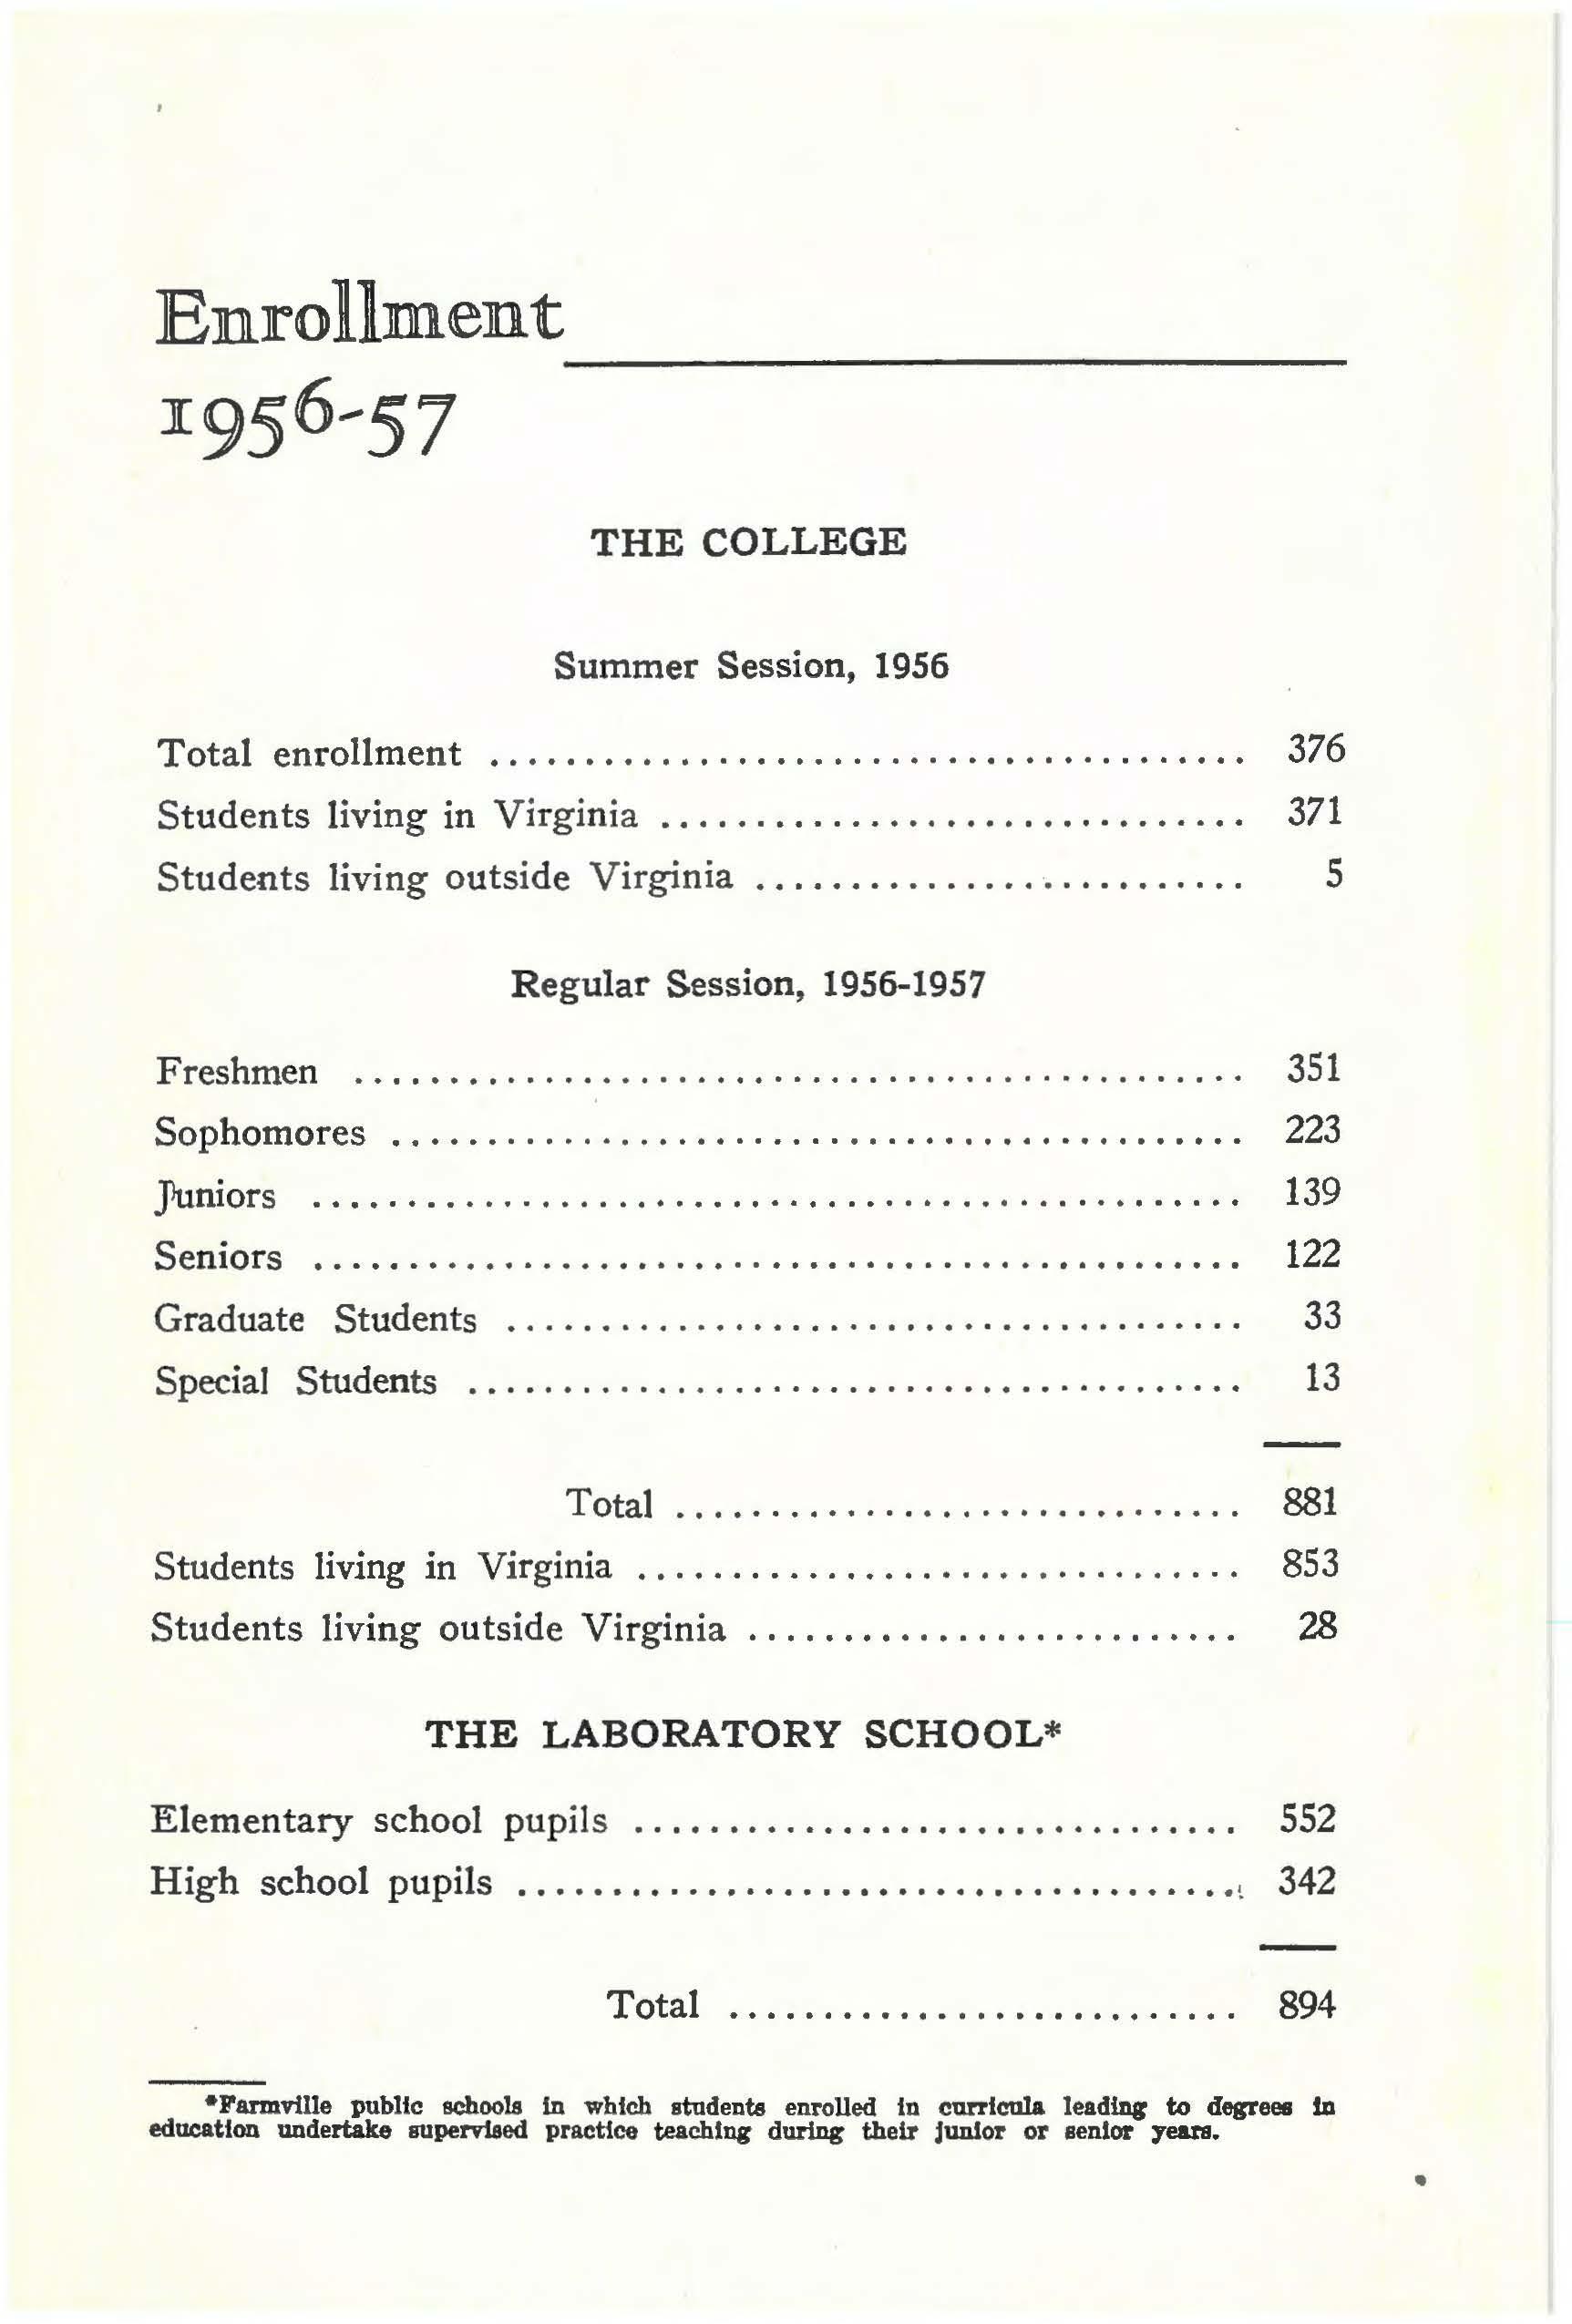 Enrollment
1956-57
THE COLLEGE
Summer Session, 1956
Total enrollment ........................................ 376
Students living in Virginia ............................... 371
Students living outside Virginia .......................... 5
Regular Session, 1956-1957
Freshmen ............................................... 351
Sophomores ............................................. 223
Juniors ................................................. 139
Seniors ................................................. 122
Graduate Students ....................................... 33
Special Students ......................................... 13
Total .............................. 881
Students living in Virginia ................................ 853
Students living outside Virginia .......................... 28
THE LABORATORY SCHOOL*
Elementary school pupils ................................ 552
High school pupils ...................................... 342
Total ........................... 894
*Farmville public schools in which students enrolled in curricula leading to degrees in
education undertake supervised practice teaching during their junior or senior years.